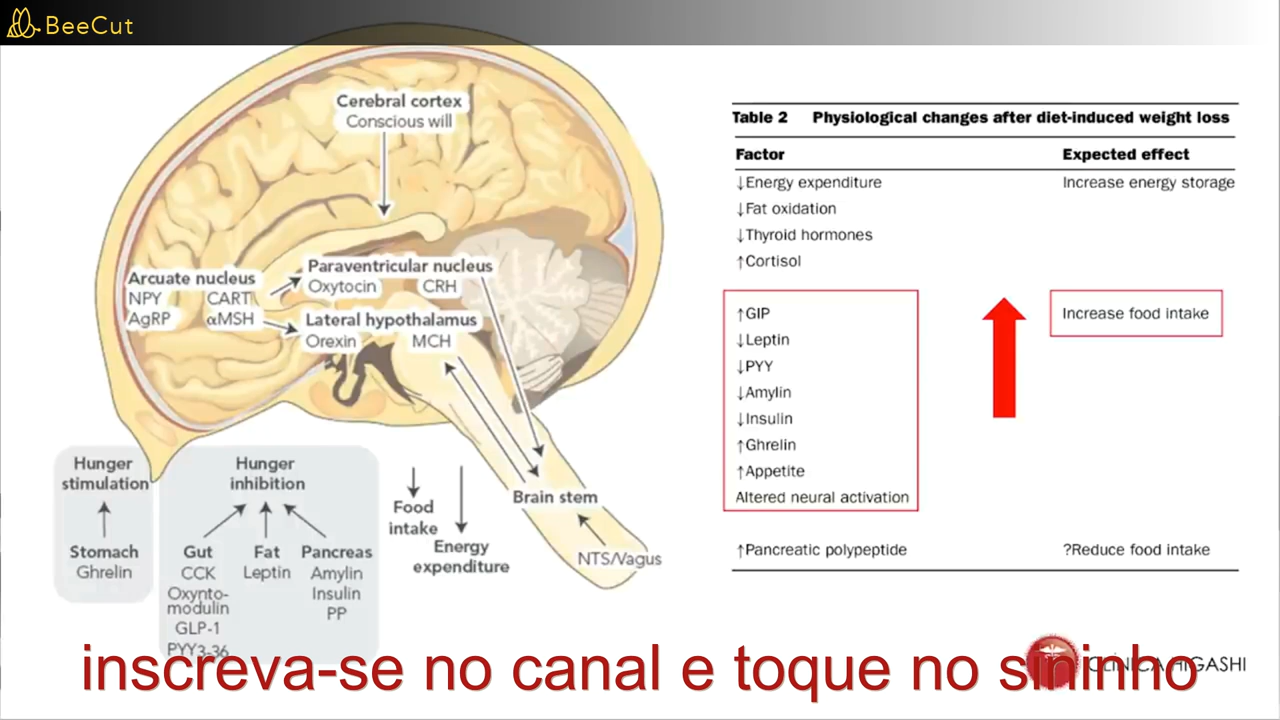 BeeCut
Cerebral cortex
Conscious will
Arcuate nucleus
NPY CART
AgRP αMSH
Paraventricular nucleus
Oxytocin CRH
Lateral hypothalamus
Orexin MCH
Hunger
stimulation
Stomach
Ghrelin
Hunger
inhibition
Gut
CCK
Oxynto-
modulin
GLP-1
PYY3-36
Fat
Leptin
Pancreas
Amylin
Insulin
PP
Food
intake
Energy
expenditure
Brain stem
NTS/Vagus
Table 2 Physiological changes after diet-induced weight loss
Factor Expected effect
↓Energy expenditure Increase energy storage
↓Fat oxidation
↓Thyroid hormones
↑Cortisol
↑GIP Increase food intake
↓Leptin
↓PYY
↓Amylin
↓Insulin
↑Ghrelin
↑Appetite
Altered neural activation
↑Pancreatic polypeptide ?Reduce food intake
CLÍNICA HIGASHI
inscreva-se no canal e toque no sininho